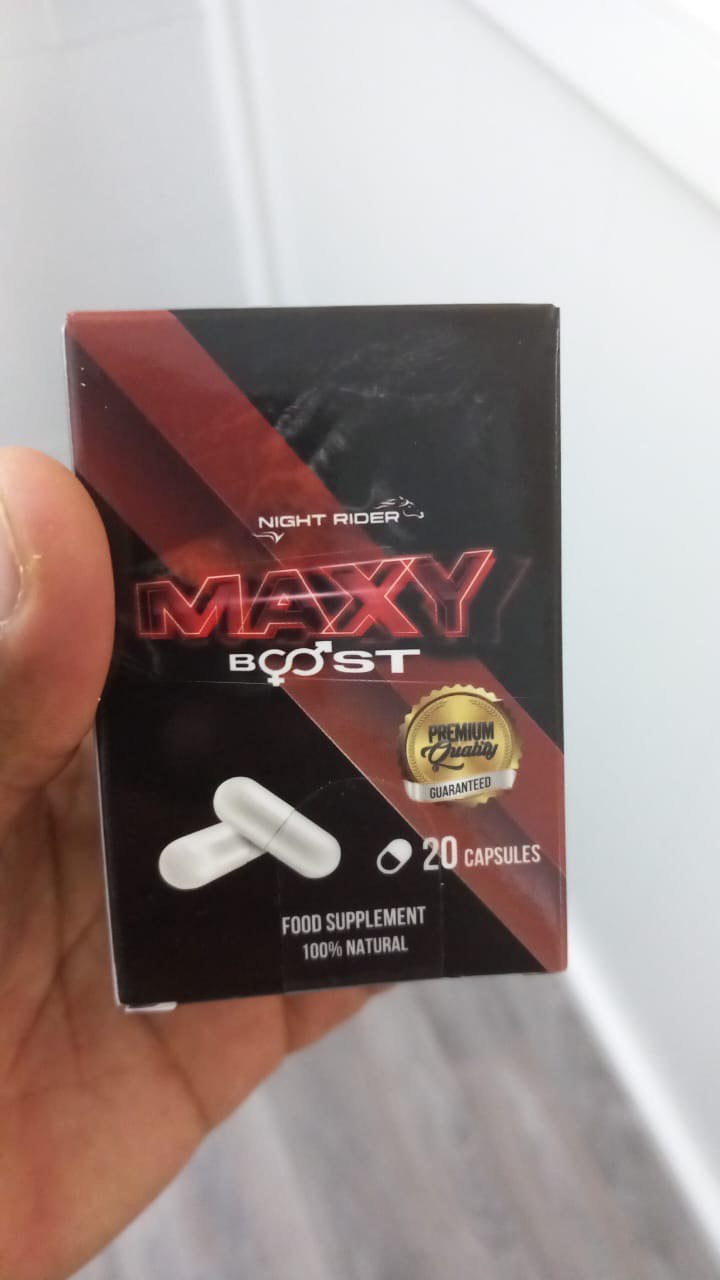 NIGHT RIDER
MAXY
BOOST
PREMIUM
Quality
GUARANTEED
20 CAPSULES
FOOD SUPPLEMENT
100% NATURAL